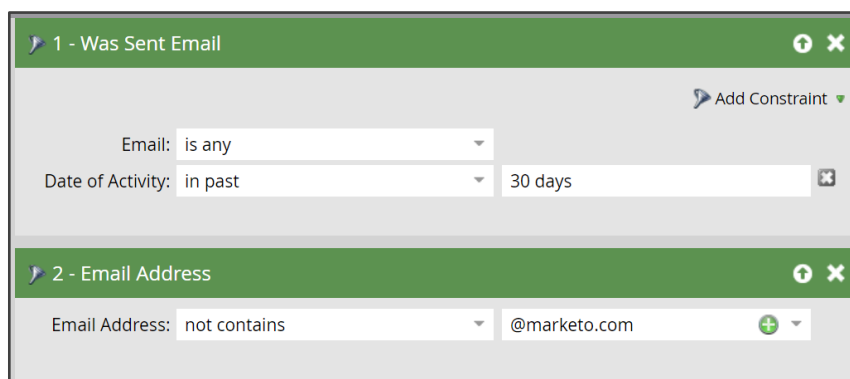 1 - Was Sent Email
Add Constraint
Email: is any
Date of Activity: in past 30 days
2 - Email Address
Email Address: not contains @marketo.com